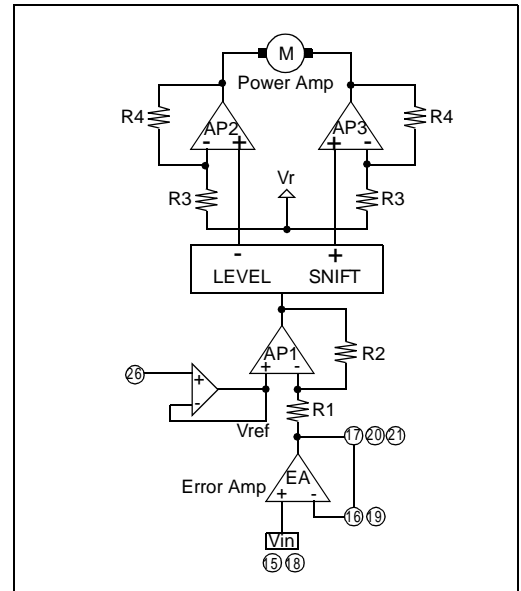 M
Power Amp
R4 AP2 AP3 R4
- + + -
Vr
R3 R3
- +
LEVEL SNIFT
AP1 R2
+ -
26 +
-
R1
Vref
17 20 21
EA
Error Amp
+ -
16 19
Vin
15 18